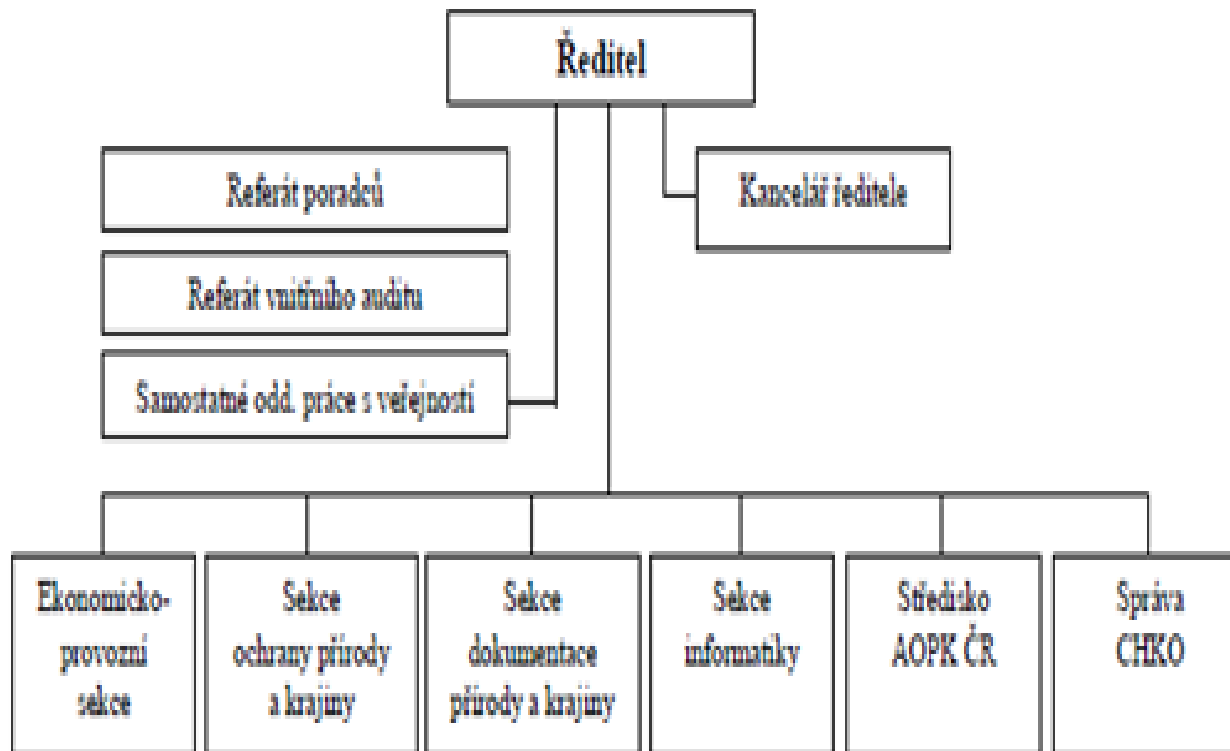 Ředitel
Referát poradců
Kancelář ředitele
Referát vnitřního auditu
Samostatné odd. práce s veřejností
Ekonomicko-
provozní
sekce
Sekce
ochrany přírody
a krajiny
Sekce
dokumentace
přírody a krajiny
Sekce
informatiky
Středisko
AOPK ČR
Správa
CHKO